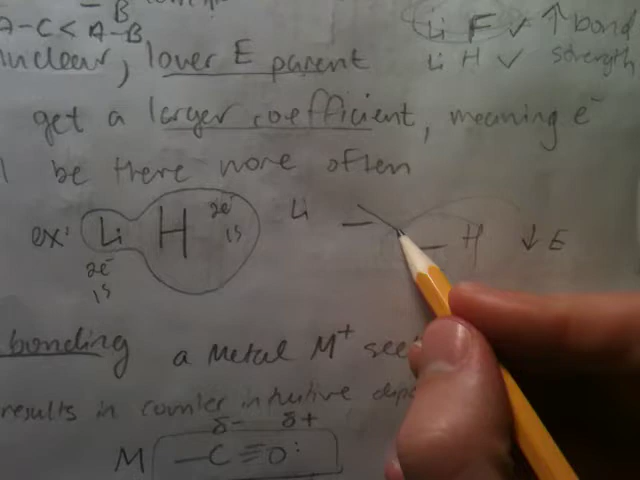 B
A-C < A-B
Li F ✓ ↑ bond
nuclear, lower E parent
Li H ✓ strength
get a larger coefficient, meaning e⁻
be there more often
ex: Li H 2e⁻ 1s
2e⁻ 1s
Li — — H ↓ E
bonding a metal M⁺ see
results in counter intuitive
δ- δ+
M —C≡O: